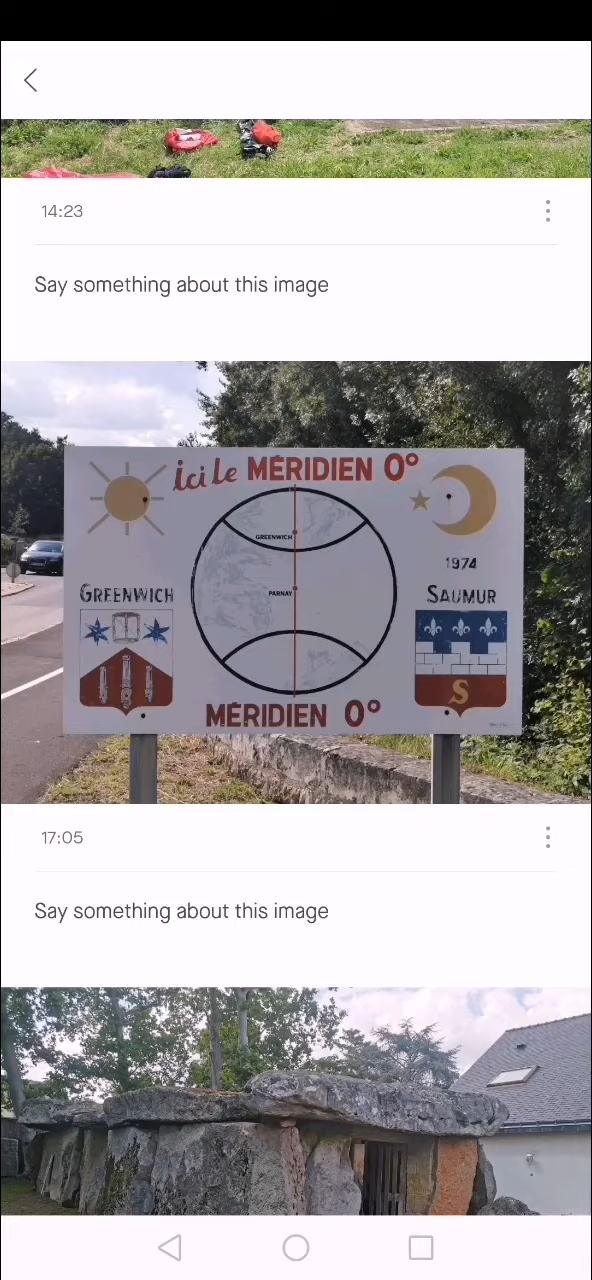 14:23
Say something about this image
ici le MÉRIDIEN 0°
GREENWICH
1974
GREENWICH
PARNAY
SAUMUR
S
MÉRIDIEN 0°
17:05
Say something about this image